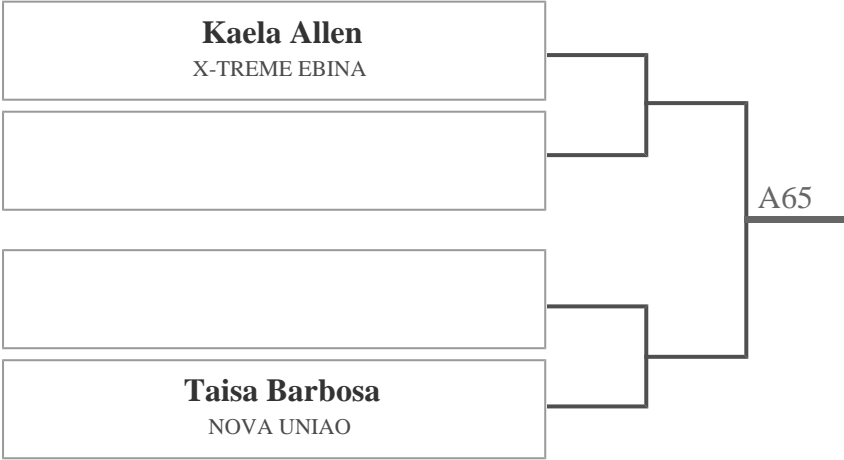 Kaela Allen
X-TREME EBINA
A65
Taisa Barbosa
NOVA UNIAO